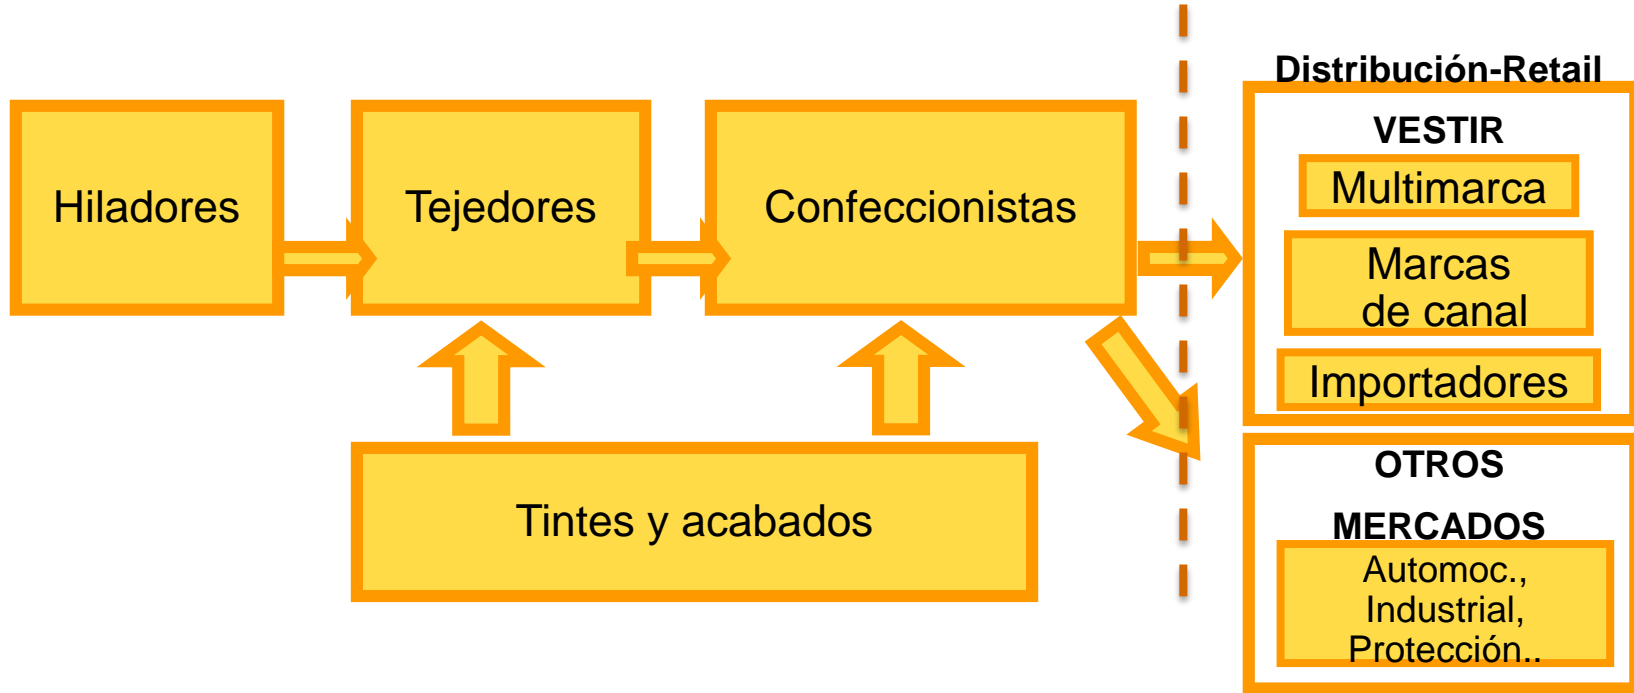 Distribución-Retail
VESTIR
Hiladores
Tejedores
Confeccionistas
Multimarca
Marcas
de canal
Importadores
Tintes y acabados
OTROS
MERCADOS
Automoc.,
Industrial,
Protección..